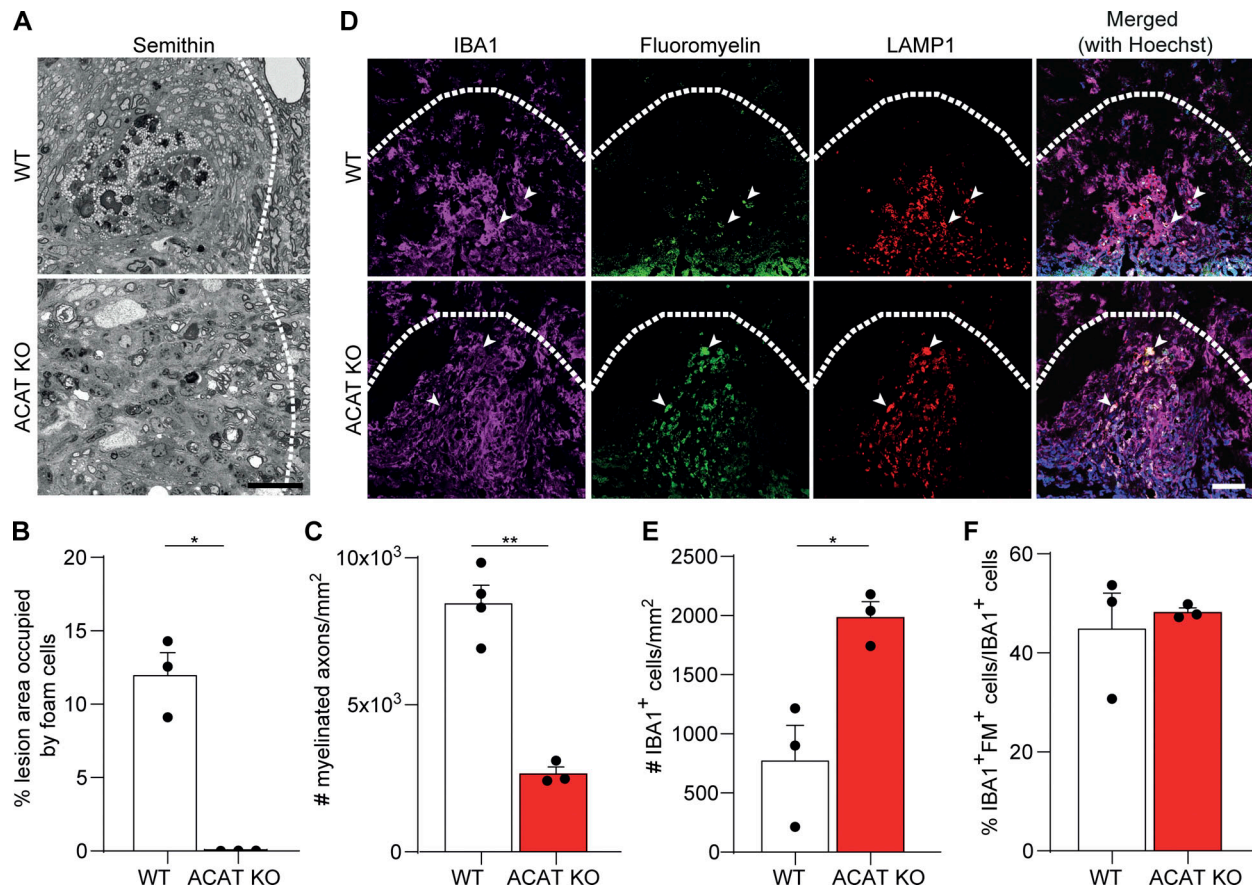 A
Semithin
WT
ACAT KO
D
IBA1
Fluoromyelin
LAMP1
Merged
(with Hoechst)
WT
ACAT KO
B
% lesion area occupied
by foam cells
20
15
10
5
0
*
WT
ACAT KO
C
# myelinated axons/mm²
10x10³
5x10³
0
**
WT
ACAT KO
E
# IBA1⁺ cells/mm²
2500
2000
1500
1000
500
0
*
WT
ACAT KO
F
% IBA1⁺FM⁺ cells/IBA1⁺ cells
60
40
20
0
WT
ACAT KO